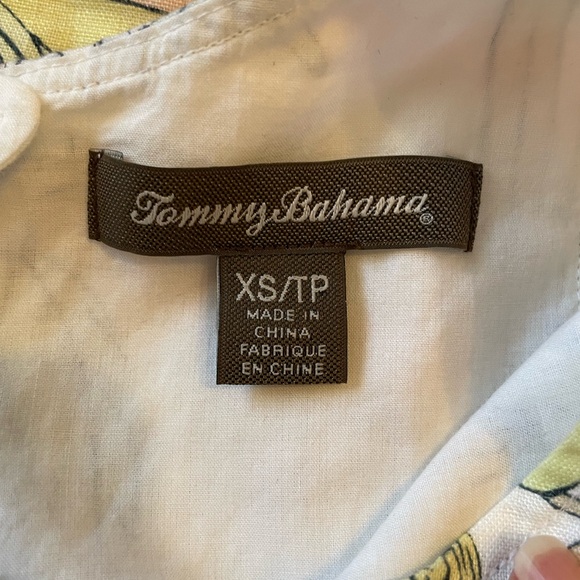 Tommy Bahama®
XS/TP
MADE IN
CHINA
FABRIQUE
EN CHINE